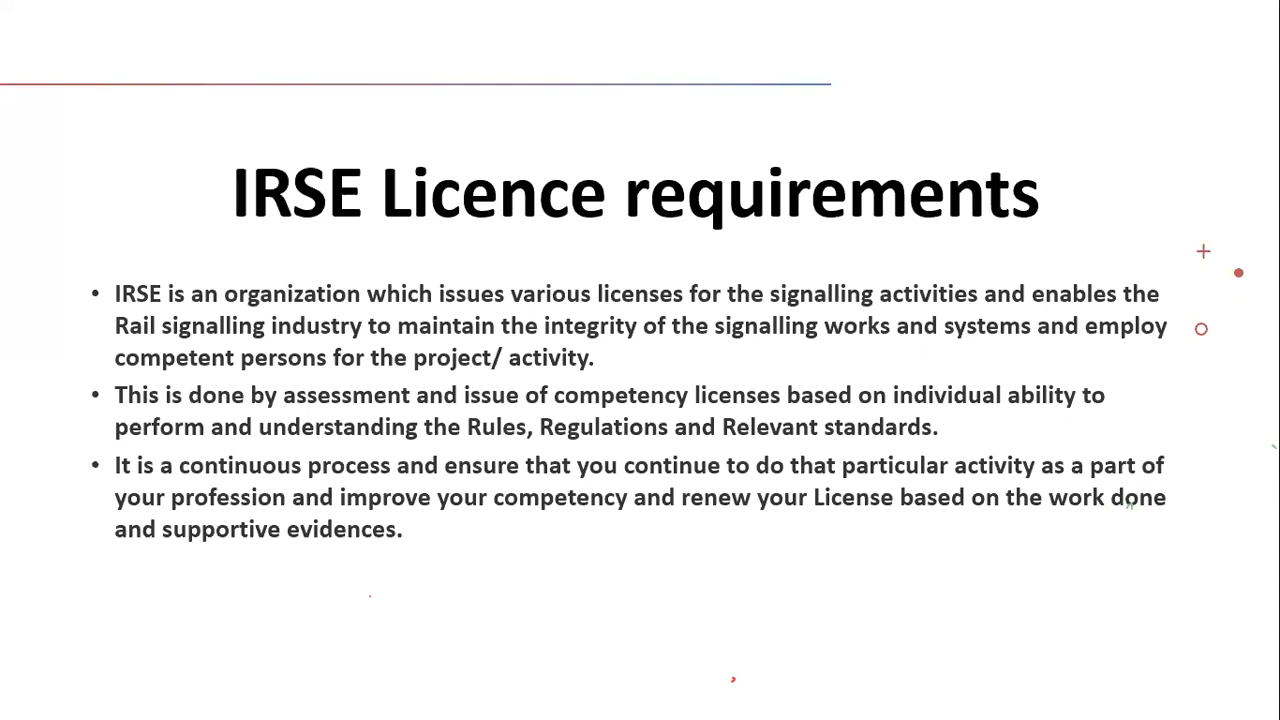 IRSE Licence requirements
• IRSE is an organization which issues various licenses for the signalling activities and enables the
Rail signalling industry to maintain the integrity of the signalling works and systems and employ
competent persons for the project/ activity.
• This is done by assessment and issue of competency licenses based on individual ability to
perform and understanding the Rules, Regulations and Relevant standards.
• It is a continuous process and ensure that you continue to do that particular activity as a part of
your profession and improve your competency and renew your License based on the work done
and supportive evidences.